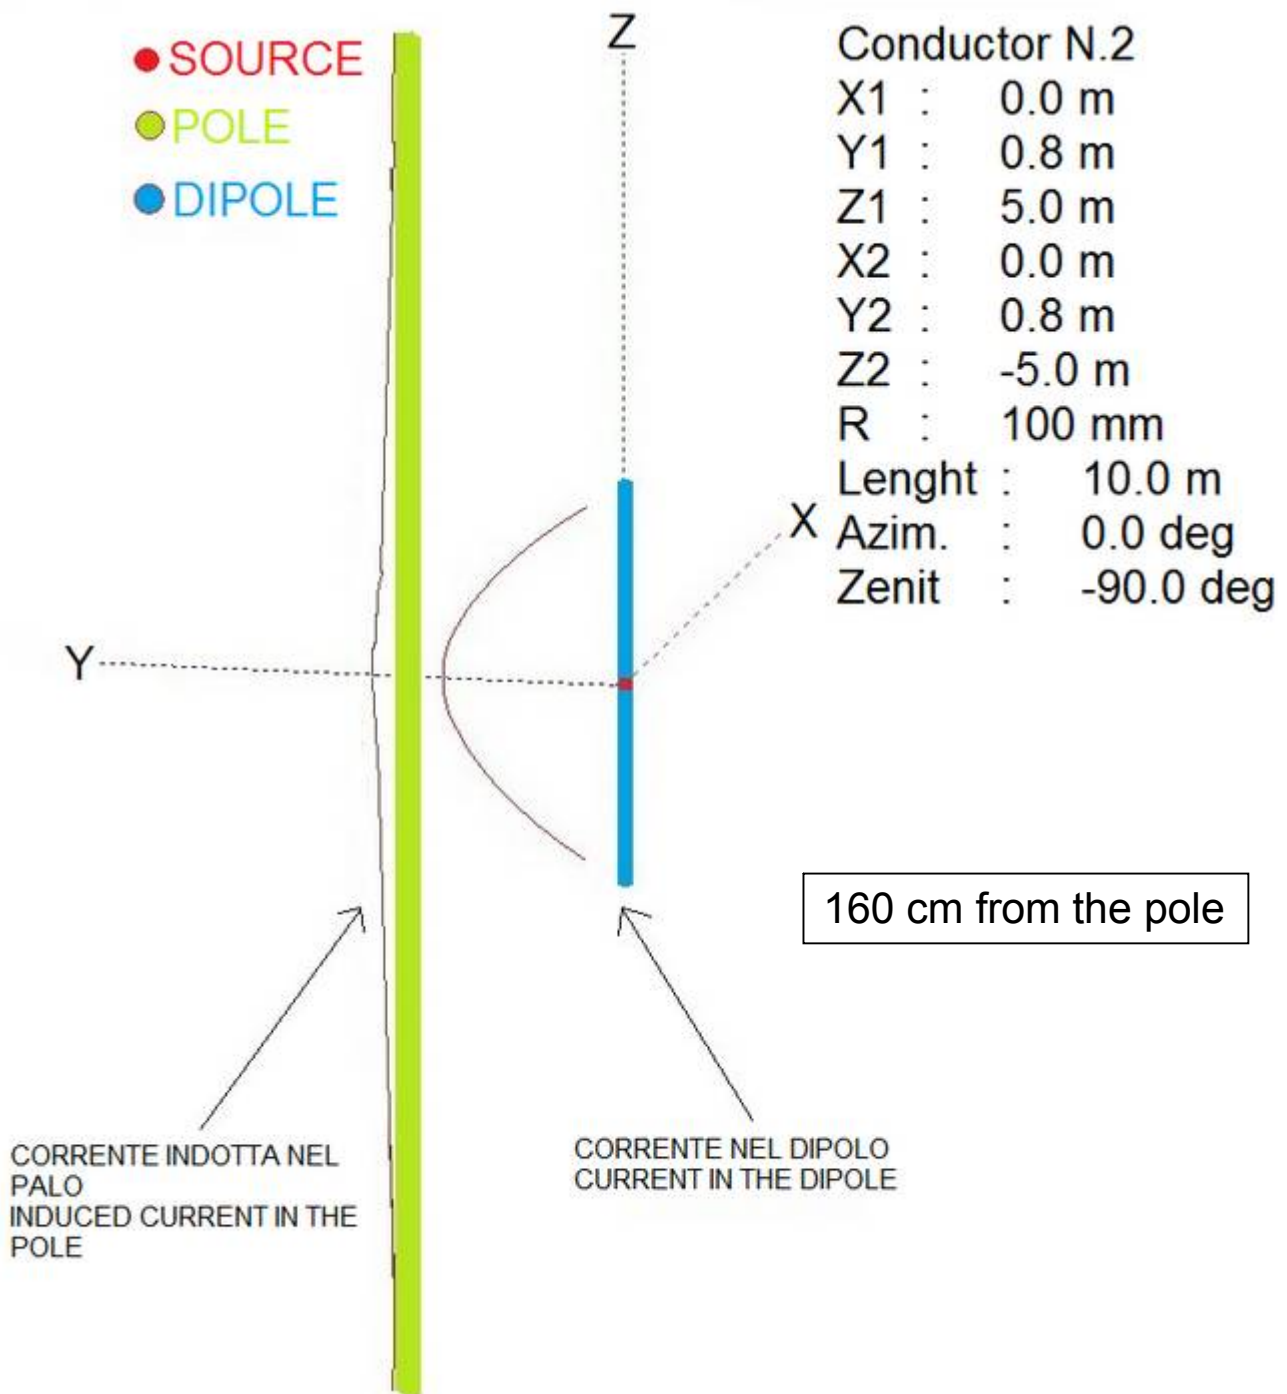 SOURCE
POLE
DIPOLE
Z
Conductor N.2
X1 : 0.0 m
Y1 : 0.8 m
Z1 : 5.0 m
X2 : 0.0 m
Y2 : 0.8 m
Z2 : -5.0 m
R : 100 mm
Lenght : 10.0 m
Azim. : 0.0 deg
Zenit : -90.0 deg
X
Y
160 cm from the pole
CORRENTE INDOTTA NEL
PALO
INDUCED CURRENT IN THE
POLE
CORRENTE NEL DIPOLO
CURRENT IN THE DIPOLE